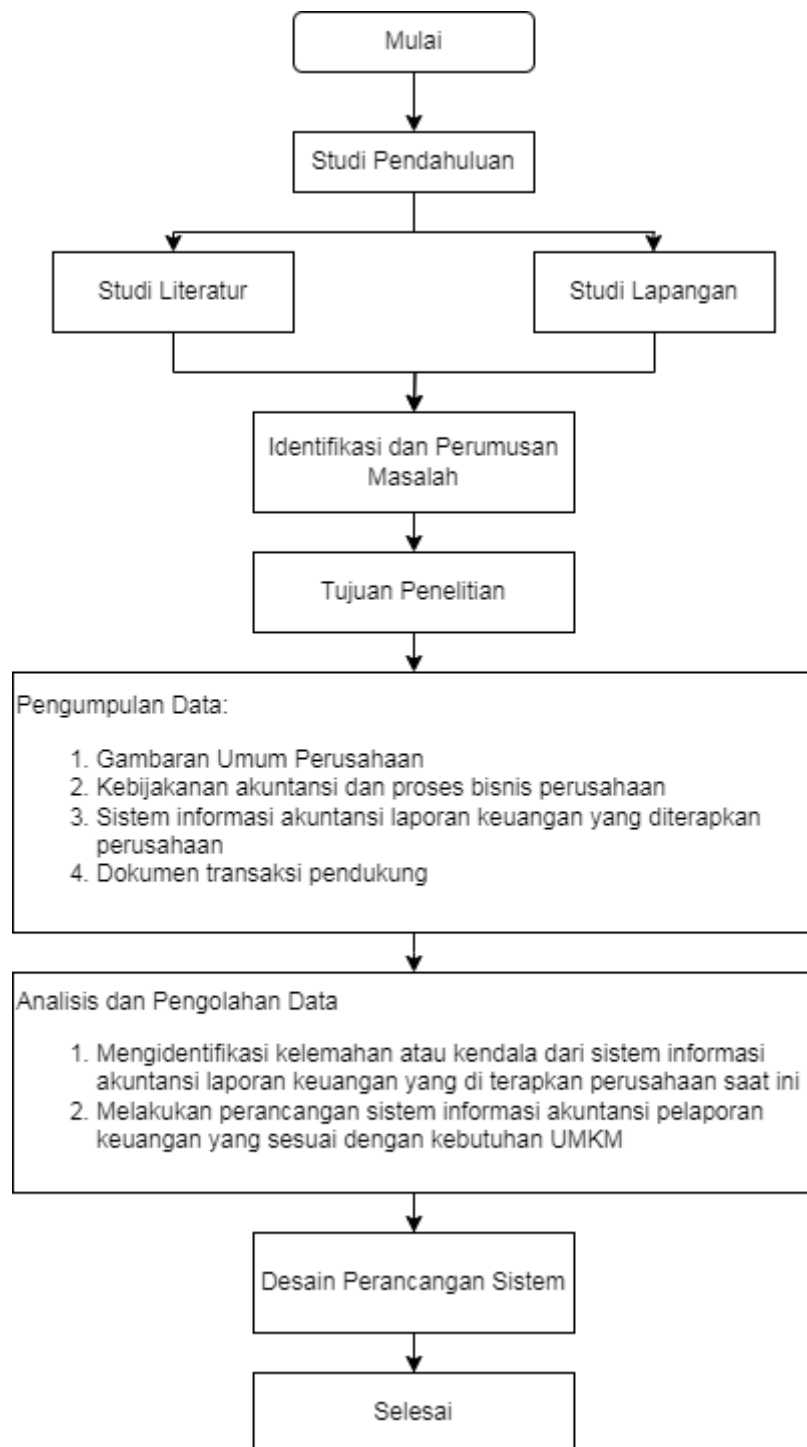 Mulai
Studi Pendahuluan
Studi Literatur
Studi Lapangan
Identifikasi dan Perumusan
Masalah
Tujuan Penelitian
Pengumpulan Data:
1. Gambaran Umum Perusahaan
2. Kebijakanan akuntansi dan proses bisnis perusahaan
3. Sistem informasi akuntansi laporan keuangan yang diterapkan
perusahaan
4. Dokumen transaksi pendukung
Analisis dan Pengolahan Data
1. Mengidentifikasi kelemahan atau kendala dari sistem informasi
akuntansi laporan keuangan yang di terapkan perusahaan saat ini
2. Melakukan perancangan sistem informasi akuntansi pelaporan
keuangan yang sesuai dengan kebutuhan UMKM
Desain Perancangan Sistem
Selesai